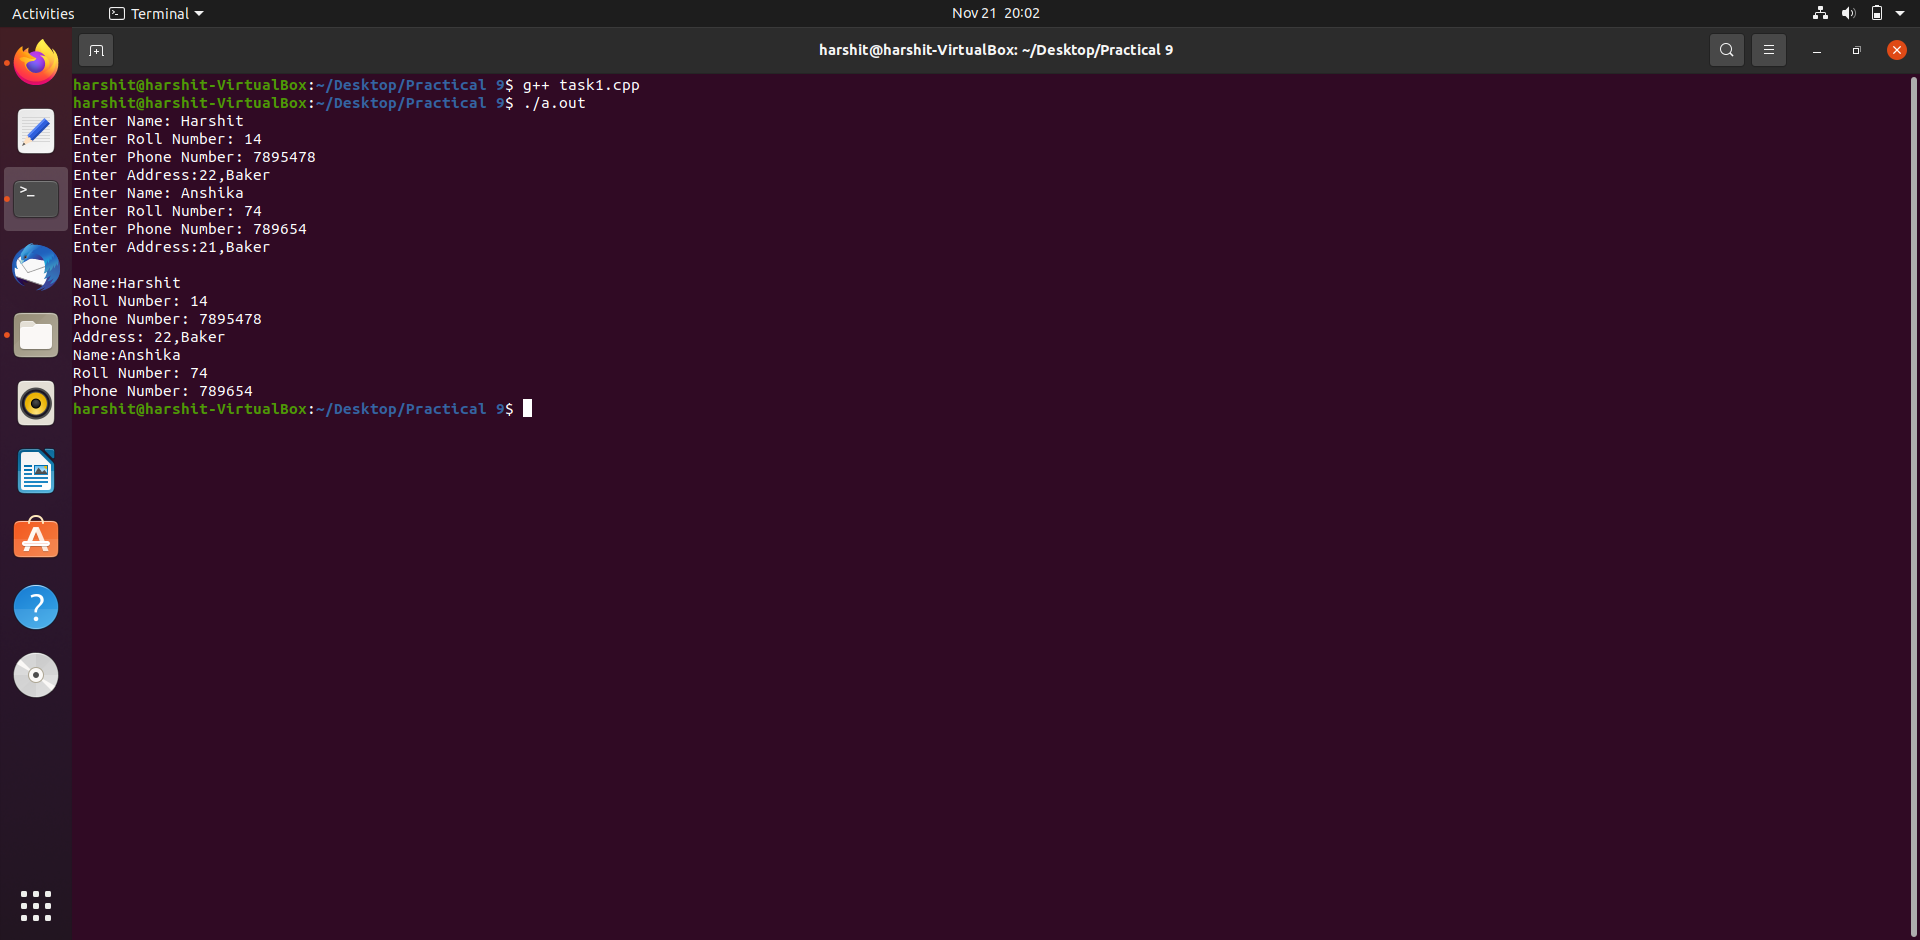 Activities
Terminal
Nov 21 20:02
harshit@harshit-VirtualBox: ~/Desktop/Practical 9
harshit@harshit-VirtualBox:~/Desktop/Practical 9$ g++ task1.cpp
harshit@harshit-VirtualBox:~/Desktop/Practical 9$ ./a.out
Enter Name: Harshit
Enter Roll Number: 14
Enter Phone Number: 7895478
Enter Address:22,Baker
Enter Name: Anshika
Enter Roll Number: 74
Enter Phone Number: 789654
Enter Address:21,Baker
Name:Harshit
Roll Number: 14
Phone Number: 7895478
Address: 22,Baker
Name:Anshika
Roll Number: 74
Phone Number: 789654
harshit@harshit-VirtualBox:~/Desktop/Practical 9$